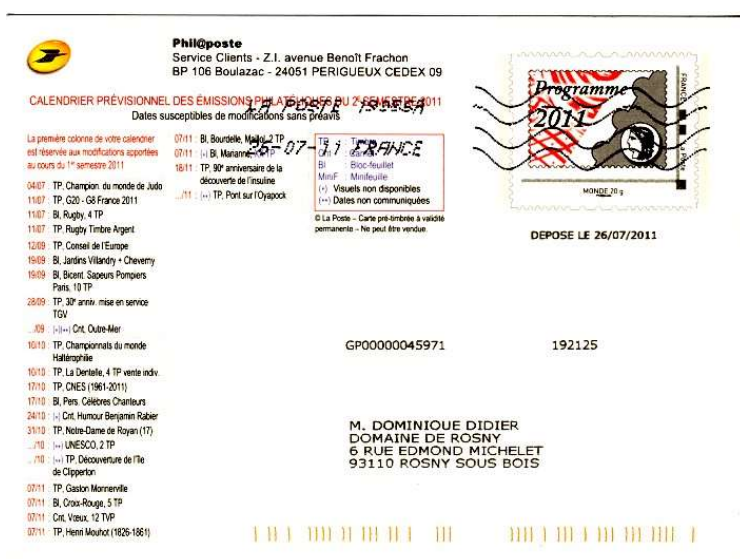 Phil@poste
Service Clients - Z.I. avenue Benoît Frachon
BP 106 Boulazac - 24051 PERIGUEUX CEDEX 09
CALENDRIER PRÉVISIONNEL DES ÉMISSIONS PHILATÉLIQUES DU 2e SEMESTRE 2011
Dates susceptibles de modifications sans préavis
LA POSTE 19855A
26-07-11 FRANCE
Programme
2011
FRANCE
La Poste
MONDE 20 g
DEPOSE LE 26/07/2011
La première colonne de votre calendrier
est réservée aux modifications apportées
au cours du 1er semestre 2011
04/07 : TP, Champion. du monde de Judo
11/07 : TP, G20 - G8 France 2011
11/07 : Bl, Rugby, 4 TP
11/07 : TP, Rugby Timbre Argent
12/09 : TP, Conseil de l'Europe
19/09 : Bl, Jardins Villandry + Cheverny
19/09 : Bl, Bicent. Sapeurs Pompiers
Paris, 10 TP
28/09 : TP, 30e anniv. mise en service
TGV
.../09 : (*)(**) Cnt, Outre-Mer
10/10 : TP, Championnats du monde
Haltérophilie
10/10 : TP, La Dentelle, 4 TP vente indiv.
17/10 : TP, CNES (1961-2011)
17/10 : Bl, Pers. Célèbres Chanteurs
24/10 : (*) Cnt, Humour Benjamin Rabier
31/10 : TP, Notre-Dame de Royan (17)
.../10 : (**) UNESCO, 2 TP
.../10 : (**) TP, Découverte de l'île
de Clipperton
07/11 : TP, Gaston Monnerville
07/11 : Bl, Croix-Rouge, 5 TP
07/11 : Cnt, Vœux, 12 TVP
07/11 : TP, Henri Mouhot (1826-1861)
07/11 : Bl, Bourdelle, Maillol, 2 TP
07/11 : (*) Bl, Marianne,
18/11 : TP, 90e anniversaire de la
découverte de l'insuline
.../11 : (**) TP, Pont sur l'Oyapock
TP : Timbre
Cnt : Carnet
Bl : Bloc-feuillet
MiniF : Minifeuille
(*) Visuels non disponibles
(**) Dates non communiquées
© La Poste – Carte pré-timbrée à validité
permanente – Ne peut être vendue.
GP00000045971 192125
M. DOMINIQUE DIDIER
DOMAINE DE ROSNY
6 RUE EDMOND MICHELET
93110 ROSNY SOUS BOIS